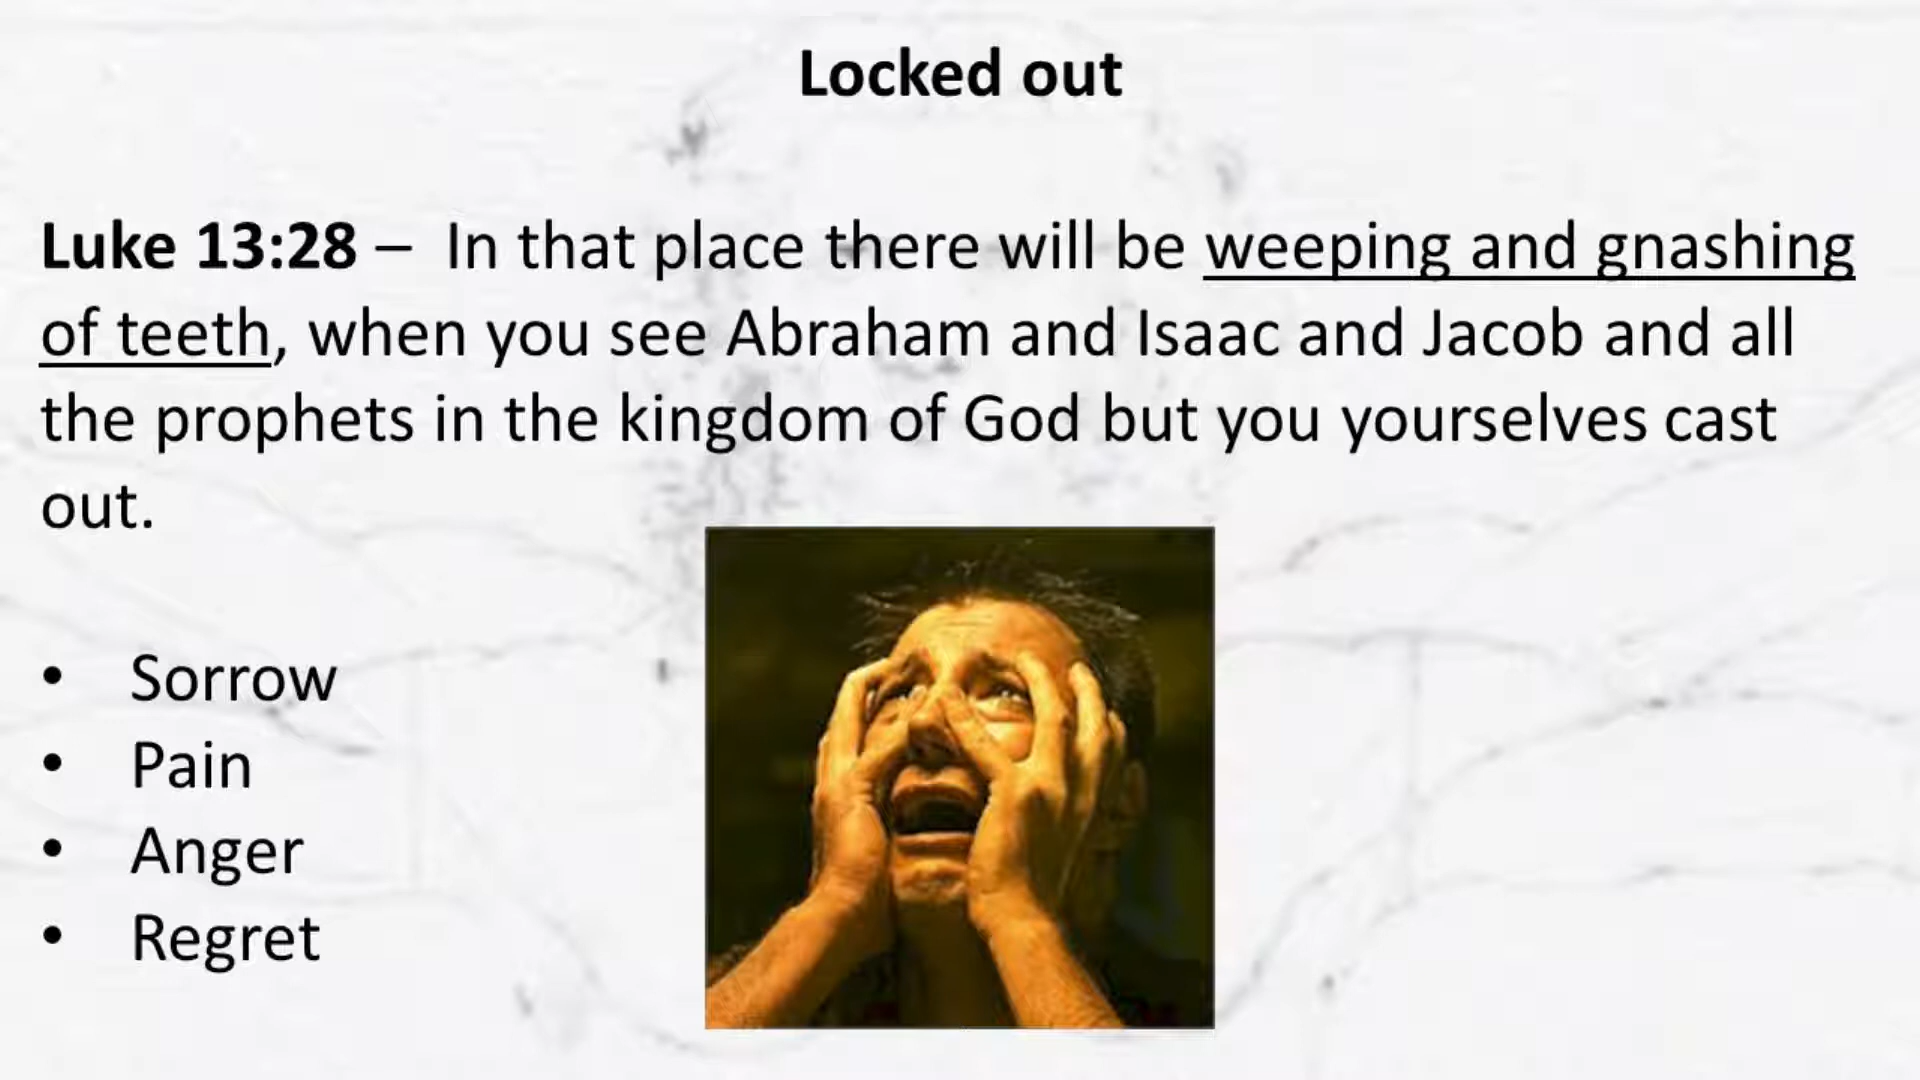 Locked out
Luke 13:28 – In that place there will be weeping and gnashing
of teeth, when you see Abraham and Isaac and Jacob and all
the prophets in the kingdom of God but you yourselves cast
out.
• Sorrow
• Pain
• Anger
• Regret